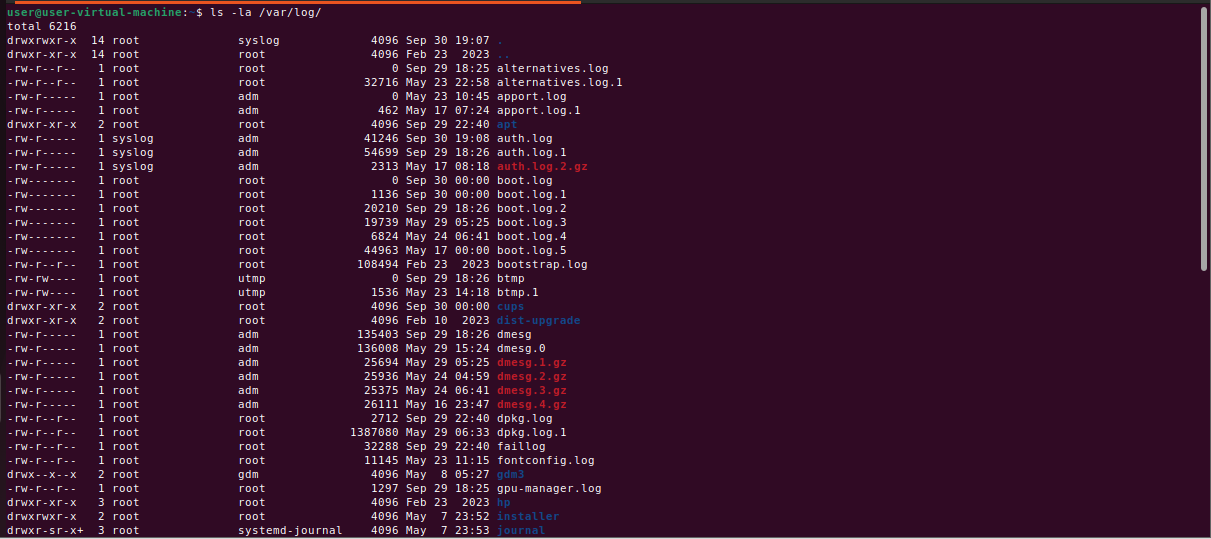 user@user-virtual-machine:~$ ls -la /var/log/
total 6216
drwxrwxr-x  14 root              syslog             4096 Sep 30 19:07 .
drwxr-xr-x  14 root              root               4096 Feb 23  2023 ..
-rw-r--r--   1 root              root                  0 Sep 29 18:25 alternatives.log
-rw-r--r--   1 root              root              32716 May 23 22:58 alternatives.log.1
-rw-r-----   1 root              adm                   0 May 23 10:45 apport.log
-rw-r-----   1 root              adm                 462 May 17 07:24 apport.log.1
drwxr-xr-x   2 root              root               4096 Sep 29 22:40 apt
-rw-r-----   1 syslog            adm               41246 Sep 30 19:08 auth.log
-rw-r-----   1 syslog            adm               54699 Sep 29 18:26 auth.log.1
-rw-r-----   1 syslog            adm                2313 May 17 08:18 auth.log.2.gz
-rw-------   1 root              root                  0 Sep 30 00:00 boot.log
-rw-------   1 root              root               1136 Sep 30 00:00 boot.log.1
-rw-------   1 root              root              20210 Sep 29 18:26 boot.log.2
-rw-------   1 root              root              19739 May 29 05:25 boot.log.3
-rw-------   1 root              root               6824 May 24 06:41 boot.log.4
-rw-------   1 root              root              44963 May 17 00:00 boot.log.5
-rw-r--r--   1 root              root             108494 Feb 23  2023 bootstrap.log
-rw-rw----   1 root              utmp                  0 Sep 29 18:26 btmp
-rw-rw----   1 root              utmp               1536 May 23 14:18 btmp.1
drwxr-xr-x   2 root              root               4096 Sep 30 00:00 cups
drwxr-xr-x   2 root              root               4096 Feb 10  2023 dist-upgrade
-rw-r-----   1 root              adm              135403 Sep 29 18:26 dmesg
-rw-r-----   1 root              adm              136008 May 29 15:24 dmesg.0
-rw-r-----   1 root              adm               25694 May 29 05:25 dmesg.1.gz
-rw-r-----   1 root              adm               25936 May 24 04:59 dmesg.2.gz
-rw-r-----   1 root              adm               25375 May 24 06:41 dmesg.3.gz
-rw-r-----   1 root              adm               26111 May 16 23:47 dmesg.4.gz
-rw-r--r--   1 root              root               2712 Sep 29 22:40 dpkg.log
-rw-r--r--   1 root              root            1387080 May 29 06:33 dpkg.log.1
-rw-r--r--   1 root              root              32288 Sep 29 22:40 faillog
-rw-r--r--   1 root              root              11145 May 23 11:15 fontconfig.log
drwx--x--x   2 root              gdm                4096 May  8 05:27 gdm3
-rw-r--r--   1 root              root               1297 Sep 29 18:25 gpu-manager.log
drwxr-xr-x   3 root              root               4096 Feb 23  2023 hp
drwxrwxr-x   2 root              root               4096 May  7 23:52 installer
drwxr-sr-x+  3 root              systemd-journal    4096 May  7 23:53 journal